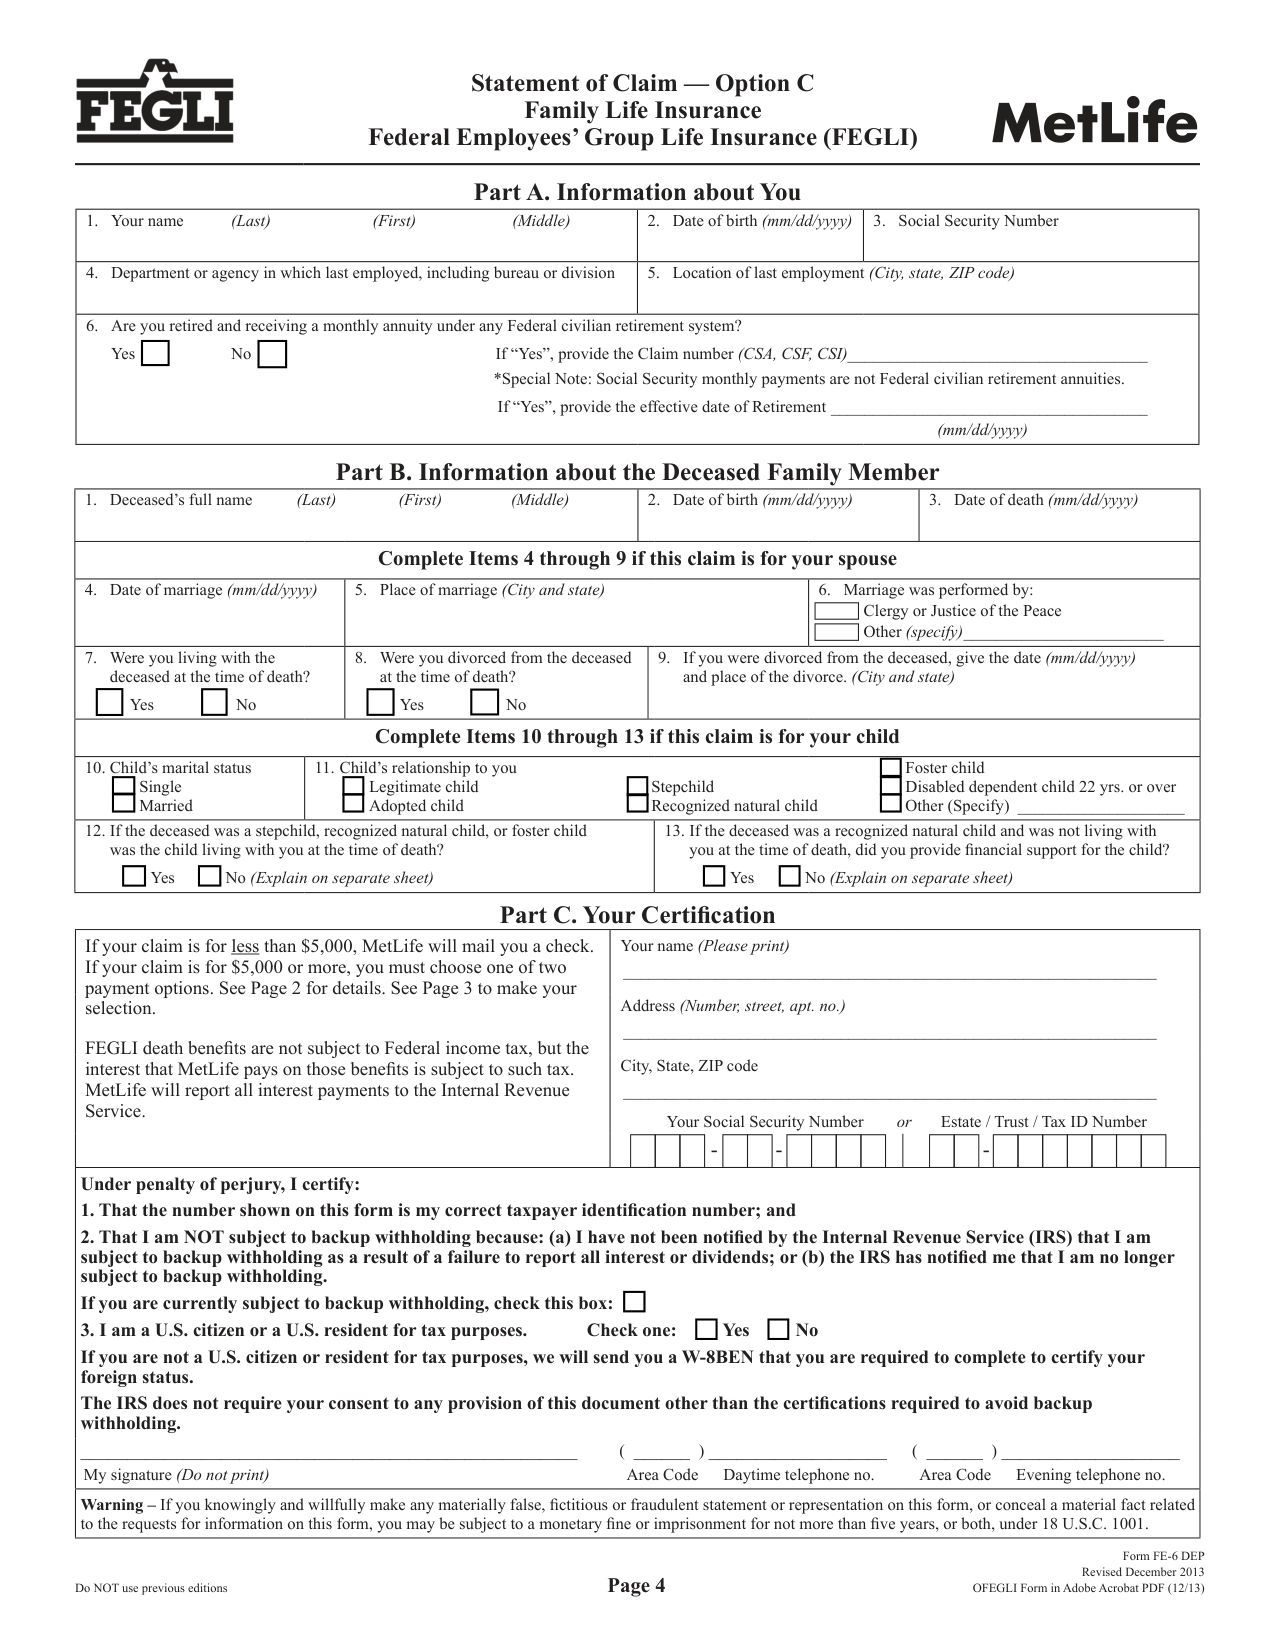 FEGLI
Statement of Claim — Option C
Family Life Insurance
Federal Employees’ Group Life Insurance (FEGLI)
MetLife
Part A. Information about You
1. Your name (Last) (First) (Middle)
2. Date of birth (mm/dd/yyyy)
3. Social Security Number
4. Department or agency in which last employed, including bureau or division
5. Location of last employment (City, state, ZIP code)
6. Are you retired and receiving a monthly annuity under any Federal civilian retirement system?
Yes No If “Yes”, provide the Claim number (CSA, CSF, CSI)
*Special Note: Social Security monthly payments are not Federal civilian retirement annuities.
If “Yes”, provide the effective date of Retirement
(mm/dd/yyyy)
Part B. Information about the Deceased Family Member
1. Deceased’s full name (Last) (First) (Middle)
2. Date of birth (mm/dd/yyyy)
3. Date of death (mm/dd/yyyy)
Complete Items 4 through 9 if this claim is for your spouse
4. Date of marriage (mm/dd/yyyy)
5. Place of marriage (City and state)
6. Marriage was performed by:
Clergy or Justice of the Peace
Other (specify)
7. Were you living with the
deceased at the time of death?
Yes No
8. Were you divorced from the deceased
at the time of death?
Yes No
9. If you were divorced from the deceased, give the date (mm/dd/yyyy)
and place of the divorce. (City and state)
Complete Items 10 through 13 if this claim is for your child
10. Child’s marital status
Single
Married
11. Child’s relationship to you
Legitimate child
Adopted child
Stepchild
Recognized natural child
Foster child
Disabled dependent child 22 yrs. or over
Other (Specify)
12. If the deceased was a stepchild, recognized natural child, or foster child
was the child living with you at the time of death?
Yes No (Explain on separate sheet)
13. If the deceased was a recognized natural child and was not living with
you at the time of death, did you provide financial support for the child?
Yes No (Explain on separate sheet)
Part C. Your Certification
If your claim is for less than $5,000, MetLife will mail you a check.
If your claim is for $5,000 or more, you must choose one of two
payment options. See Page 2 for details. See Page 3 to make your
selection.
FEGLI death benefits are not subject to Federal income tax, but the
interest that MetLife pays on those benefits is subject to such tax.
MetLife will report all interest payments to the Internal Revenue
Service.
Your name (Please print)
Address (Number, street, apt. no.)
City, State, ZIP code
Your Social Security Number or Estate / Trust / Tax ID Number
- - -
Under penalty of perjury, I certify:
1. That the number shown on this form is my correct taxpayer identification number; and
2. That I am NOT subject to backup withholding because: (a) I have not been notified by the Internal Revenue Service (IRS) that I am
subject to backup withholding as a result of a failure to report all interest or dividends; or (b) the IRS has notified me that I am no longer
subject to backup withholding.
If you are currently subject to backup withholding, check this box:
3. I am a U.S. citizen or a U.S. resident for tax purposes. Check one: Yes No
If you are not a U.S. citizen or resident for tax purposes, we will send you a W-8BEN that you are required to complete to certify your
foreign status.
The IRS does not require your consent to any provision of this document other than the certifications required to avoid backup
withholding.
( ) ( )
My signature (Do not print) Area Code Daytime telephone no. Area Code Evening telephone no.
Warning – If you knowingly and willfully make any materially false, fictitious or fraudulent statement or representation on this form, or conceal a material fact related
to the requests for information on this form, you may be subject to a monetary fine or imprisonment for not more than five years, or both, under 18 U.S.C. 1001.
Form FE-6 DEP
Revised December 2013
Do NOT use previous editions Page 4 OFEGLI Form in Adobe Acrobat PDF (12/13)